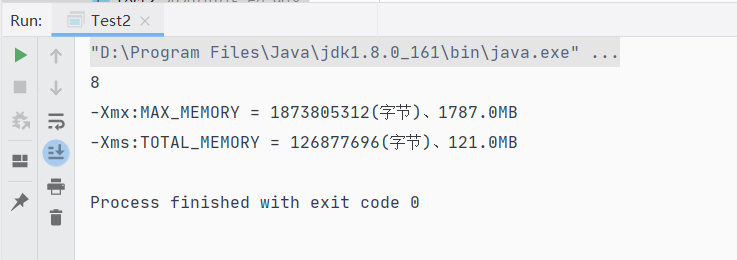 Run:
Test2
"D:\Program Files\Java\jdk1.8.0_161\bin\java.exe" ...
8
-Xmx:MAX_MEMORY = 1873805312(字节)、1787.0MB
-Xms:TOTAL_MEMORY = 126877696(字节)、121.0MB
Process finished with exit code 0